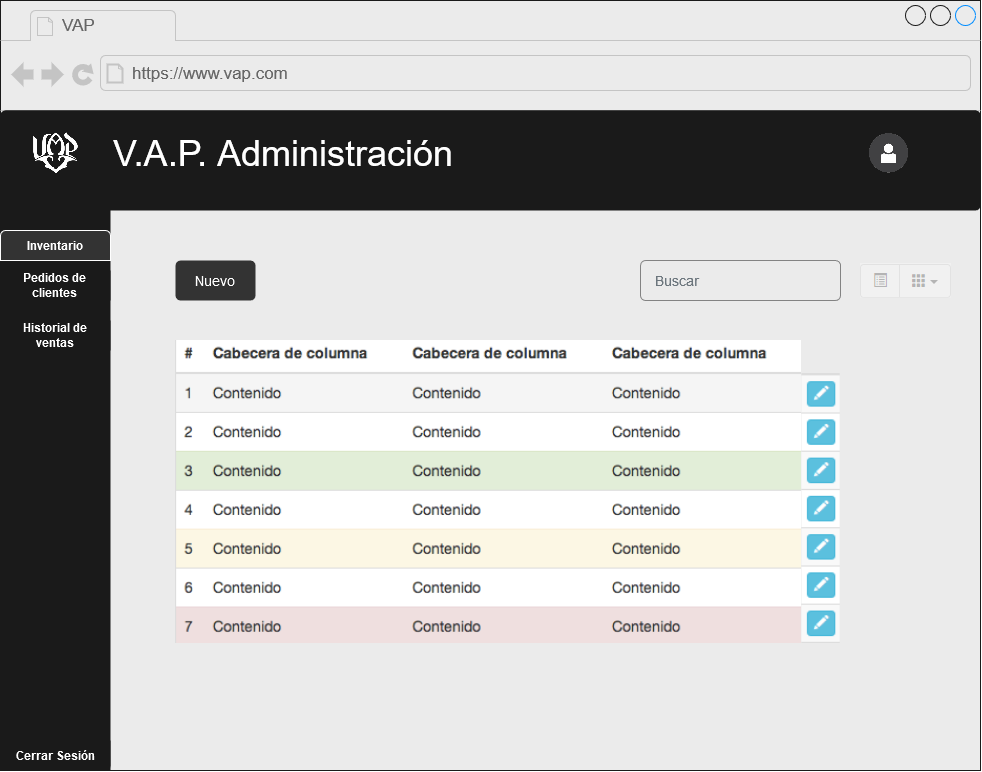 VAP
https://www.vap.com
VAP
V.A.P. Administración
Inventario
Pedidos de
clientes
Historial de
ventas
Cerrar Sesión
Nuevo
Buscar
# Cabecera de columna Cabecera de columna Cabecera de columna
1 Contenido Contenido Contenido
2 Contenido Contenido Contenido
3 Contenido Contenido Contenido
4 Contenido Contenido Contenido
5 Contenido Contenido Contenido
6 Contenido Contenido Contenido
7 Contenido Contenido Contenido